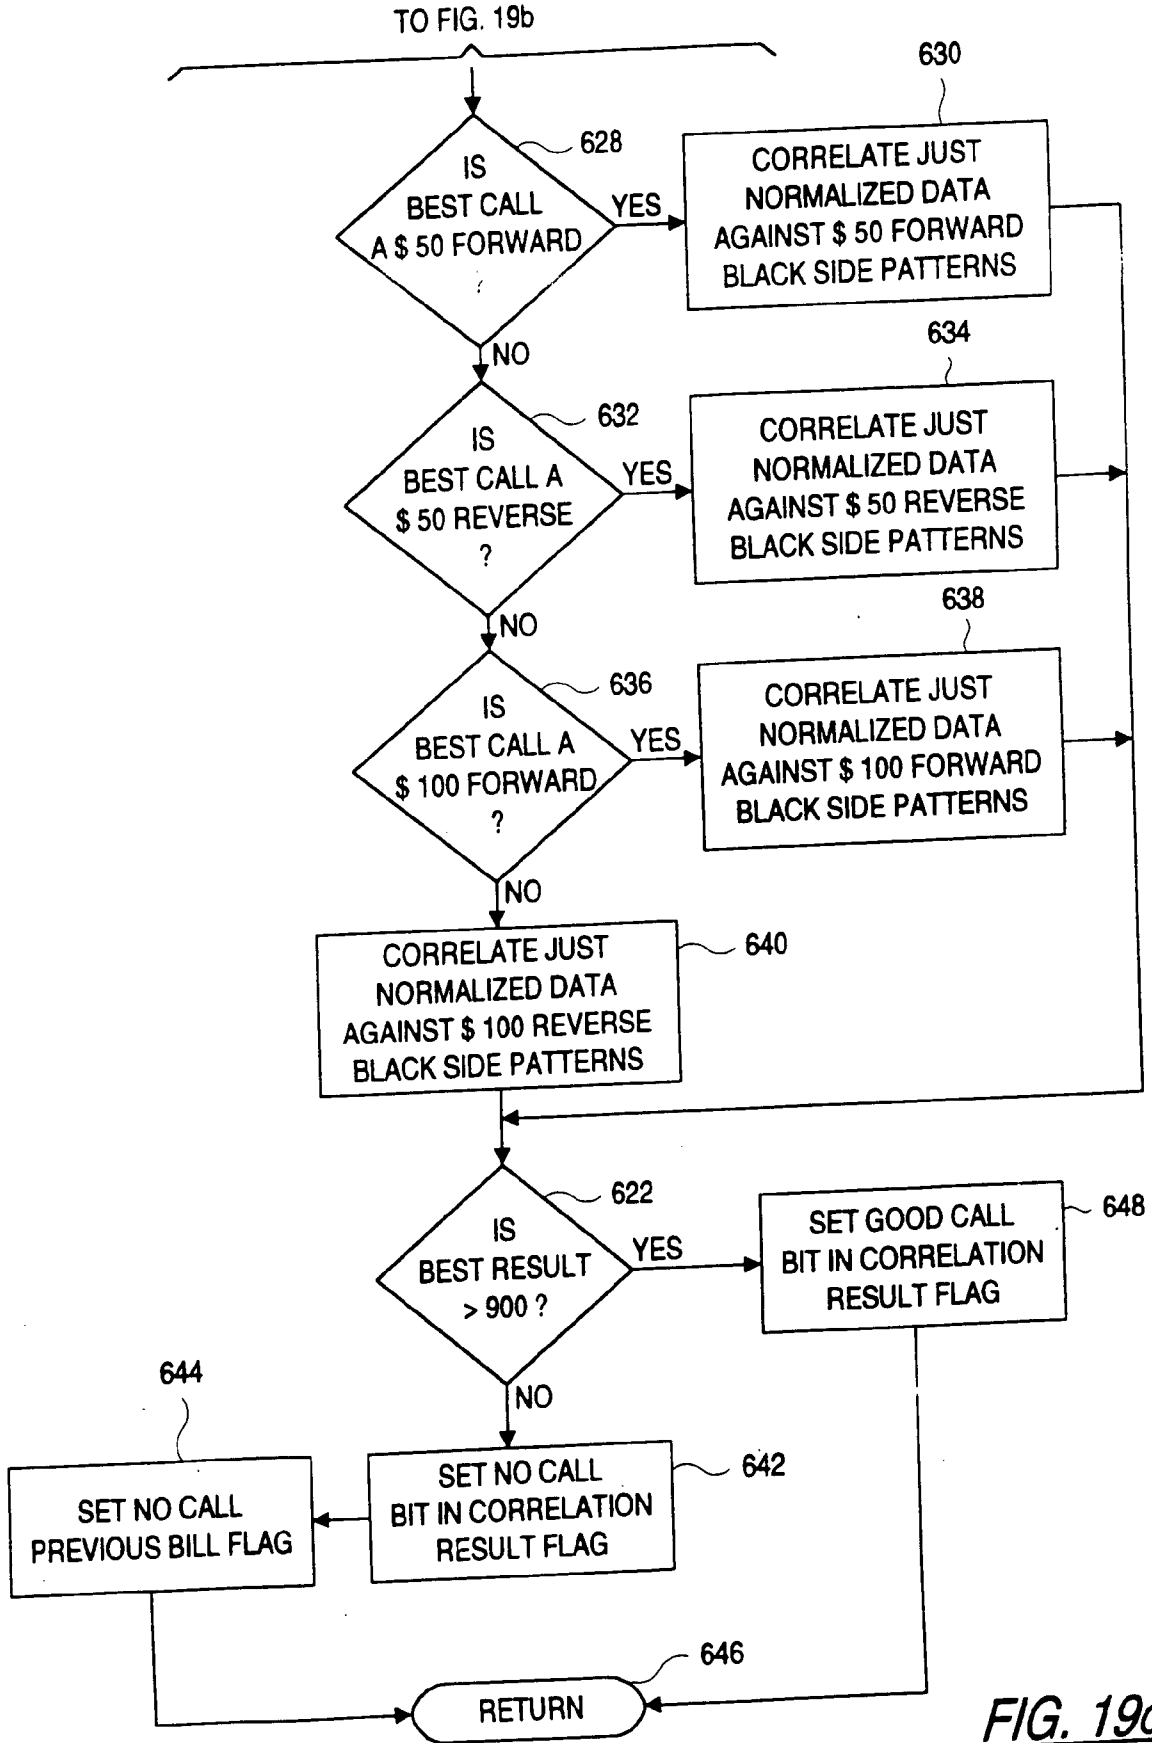 TO FIG. 19b
630
628
IS
BEST CALL
A $ 50 FORWARD
?
YES
CORRELATE JUST
NORMALIZED DATA
AGAINST $ 50 FORWARD
BLACK SIDE PATTERNS
NO
634
632
IS
BEST CALL A
$ 50 REVERSE
?
YES
CORRELATE JUST
NORMALIZED DATA
AGAINST $ 50 REVERSE
BLACK SIDE PATTERNS
NO
638
636
IS
BEST CALL A
$ 100 FORWARD
?
YES
CORRELATE JUST
NORMALIZED DATA
AGAINST $ 100 FORWARD
BLACK SIDE PATTERNS
NO
640
CORRELATE JUST
NORMALIZED DATA
AGAINST $ 100 REVERSE
BLACK SIDE PATTERNS
622
IS
BEST RESULT
> 900 ?
YES
648
SET GOOD CALL
BIT IN CORRELATION
RESULT FLAG
NO
644
SET NO CALL
PREVIOUS BILL FLAG
642
SET NO CALL
BIT IN CORRELATION
RESULT FLAG
646
RETURN
FIG.